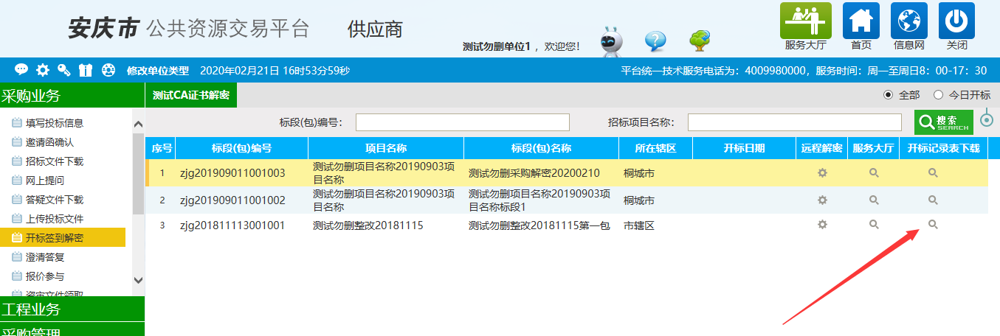 安庆市 公共资源交易平台 供应商
测试勿删单位1 ，欢迎您！
服务大厅 首页 信息网 关闭
修改单位类型 2020年02月21日 16时53分59秒 平台统一技术服务电话为：4009980000，服务时间：周一至周日8：00-17：30
采购业务
填写投标信息
邀请函确认
招标文件下载
网上提问
答疑文件下载
上传投标文件
开标签到解密
澄清答复
报价参与
资审文件领取
工程业务
采购管理
测试CA证书解密 全部 今日开标
标段(包)编号： 招标项目名称： 搜索
SEARCH
序号 标段(包)编号 项目名称 标段(包)名称 所在辖区 开标日期 远程解密 服务大厅 开标记录表下载
1 zjg201909011001003 测试勿删项目名称20190903项
目名称 测试勿删采购解密20200210 桐城市
2 zjg201909011001002 测试勿删项目名称20190903项
目名称 测试勿删项目名称20190903项
目名称标段1 桐城市
3 zjg201811113001001 测试勿删整改20181115 测试勿删整改20181115第一包 市辖区